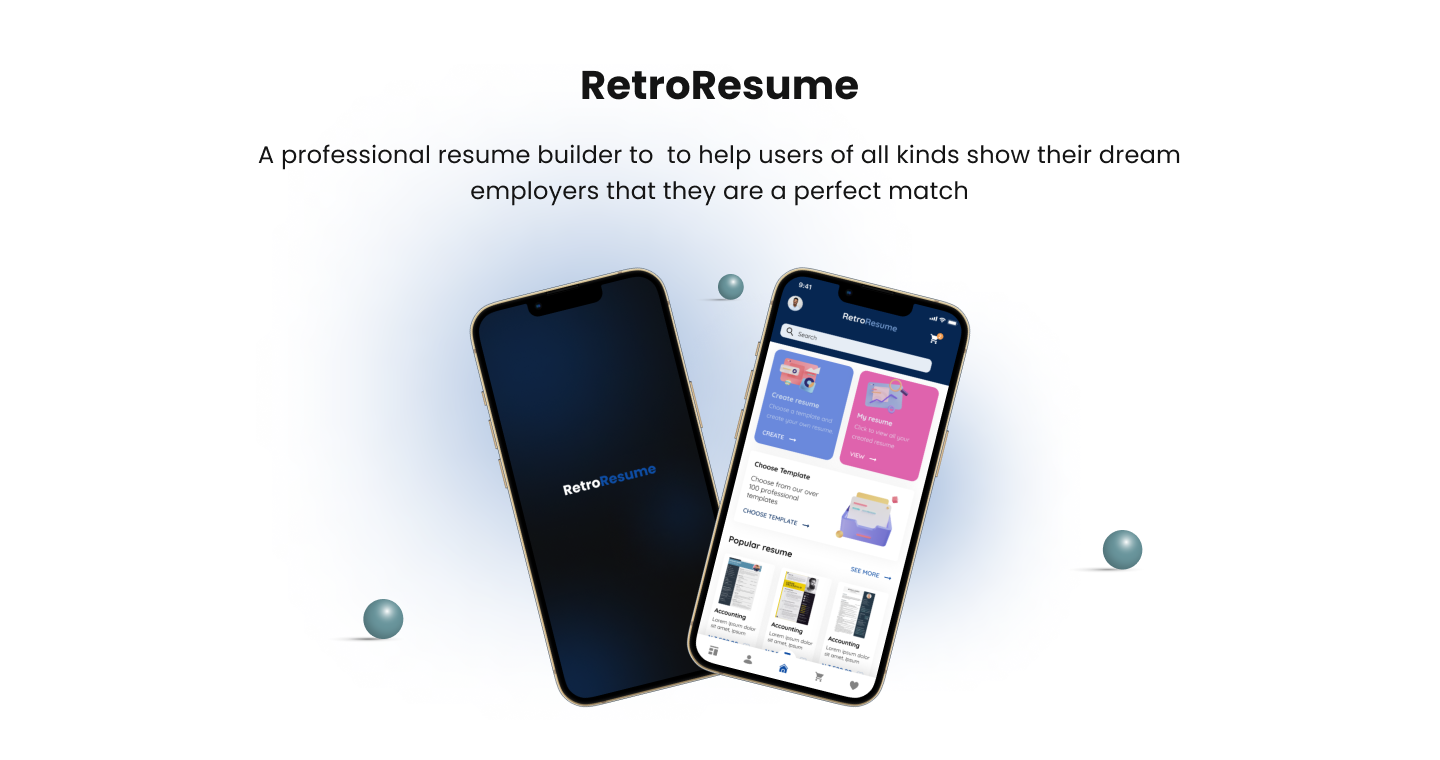 RetroResume
A professional resume builder to  to help users of all kinds show their dream
employers that they are a perfect match
RetroResume
9:41
RetroResume
Search
Create resume
Choose a template and
create your own resume
CREATE
My resume
Click to view all your
created resume
VIEW
Choose Template
Choose from our over
100 professional
templates
CHOOSE TEMPLATE
Popular resume
SEE MORE
Accounting
Lorem ipsum dolor
sit amet, ipsum
Accounting
Lorem ipsum dolor
sit amet, ipsum
Accounting
Lorem ipsum dolor
sit amet, ipsum